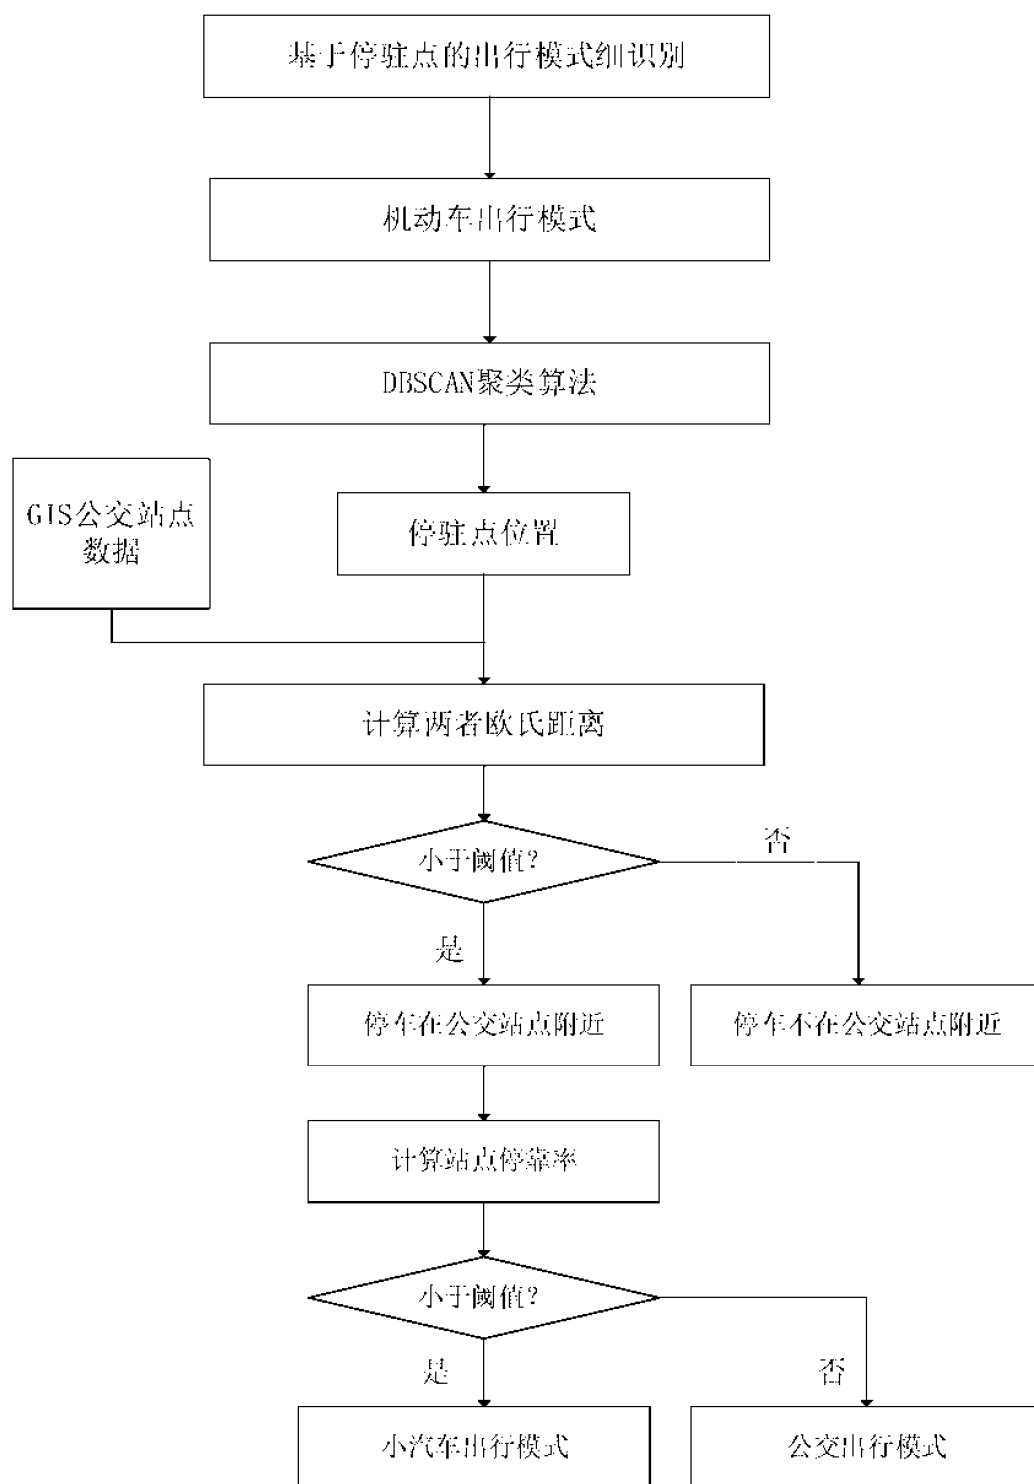 基于停驻点的出行模式细识别
机动车出行模式
DBSCAN聚类算法
GIS公交站点
数据
停驻点位置
计算两者欧氏距离
小于阈值?
否
是
停车在公交站点附近
停车不在公交站点附近
计算站点停靠率
小于阈值?
是
否
小汽车出行模式
公交出行模式